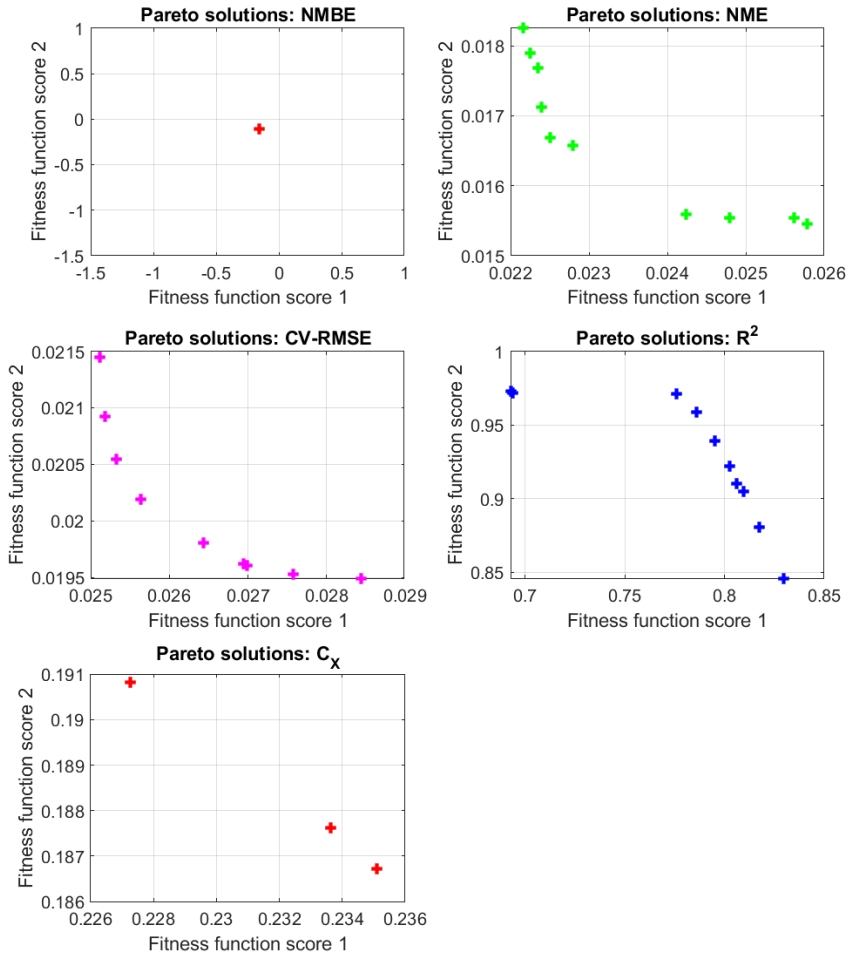 Pareto solutions: NMBE
Fitness function score 2
1
0.5
0
-0.5
-1
-1.5
-1.5 -1 -0.5 0 0.5 1
Fitness function score 1
Pareto solutions: NME
Fitness function score 2
0.018
0.017
0.016
0.015
0.022 0.023 0.024 0.025 0.026
Fitness function score 1
Pareto solutions: CV-RMSE
Fitness function score 2
0.0215
0.021
0.0205
0.02
0.0195
0.025 0.026 0.027 0.028 0.029
Fitness function score 1
Pareto solutions: R²
Fitness function score 2
1
0.95
0.9
0.85
0.7 0.75 0.8 0.85
Fitness function score 1
Pareto solutions: C_X
Fitness function score 2
0.191
0.19
0.189
0.188
0.187
0.186
0.226 0.228 0.23 0.232 0.234 0.236
Fitness function score 1